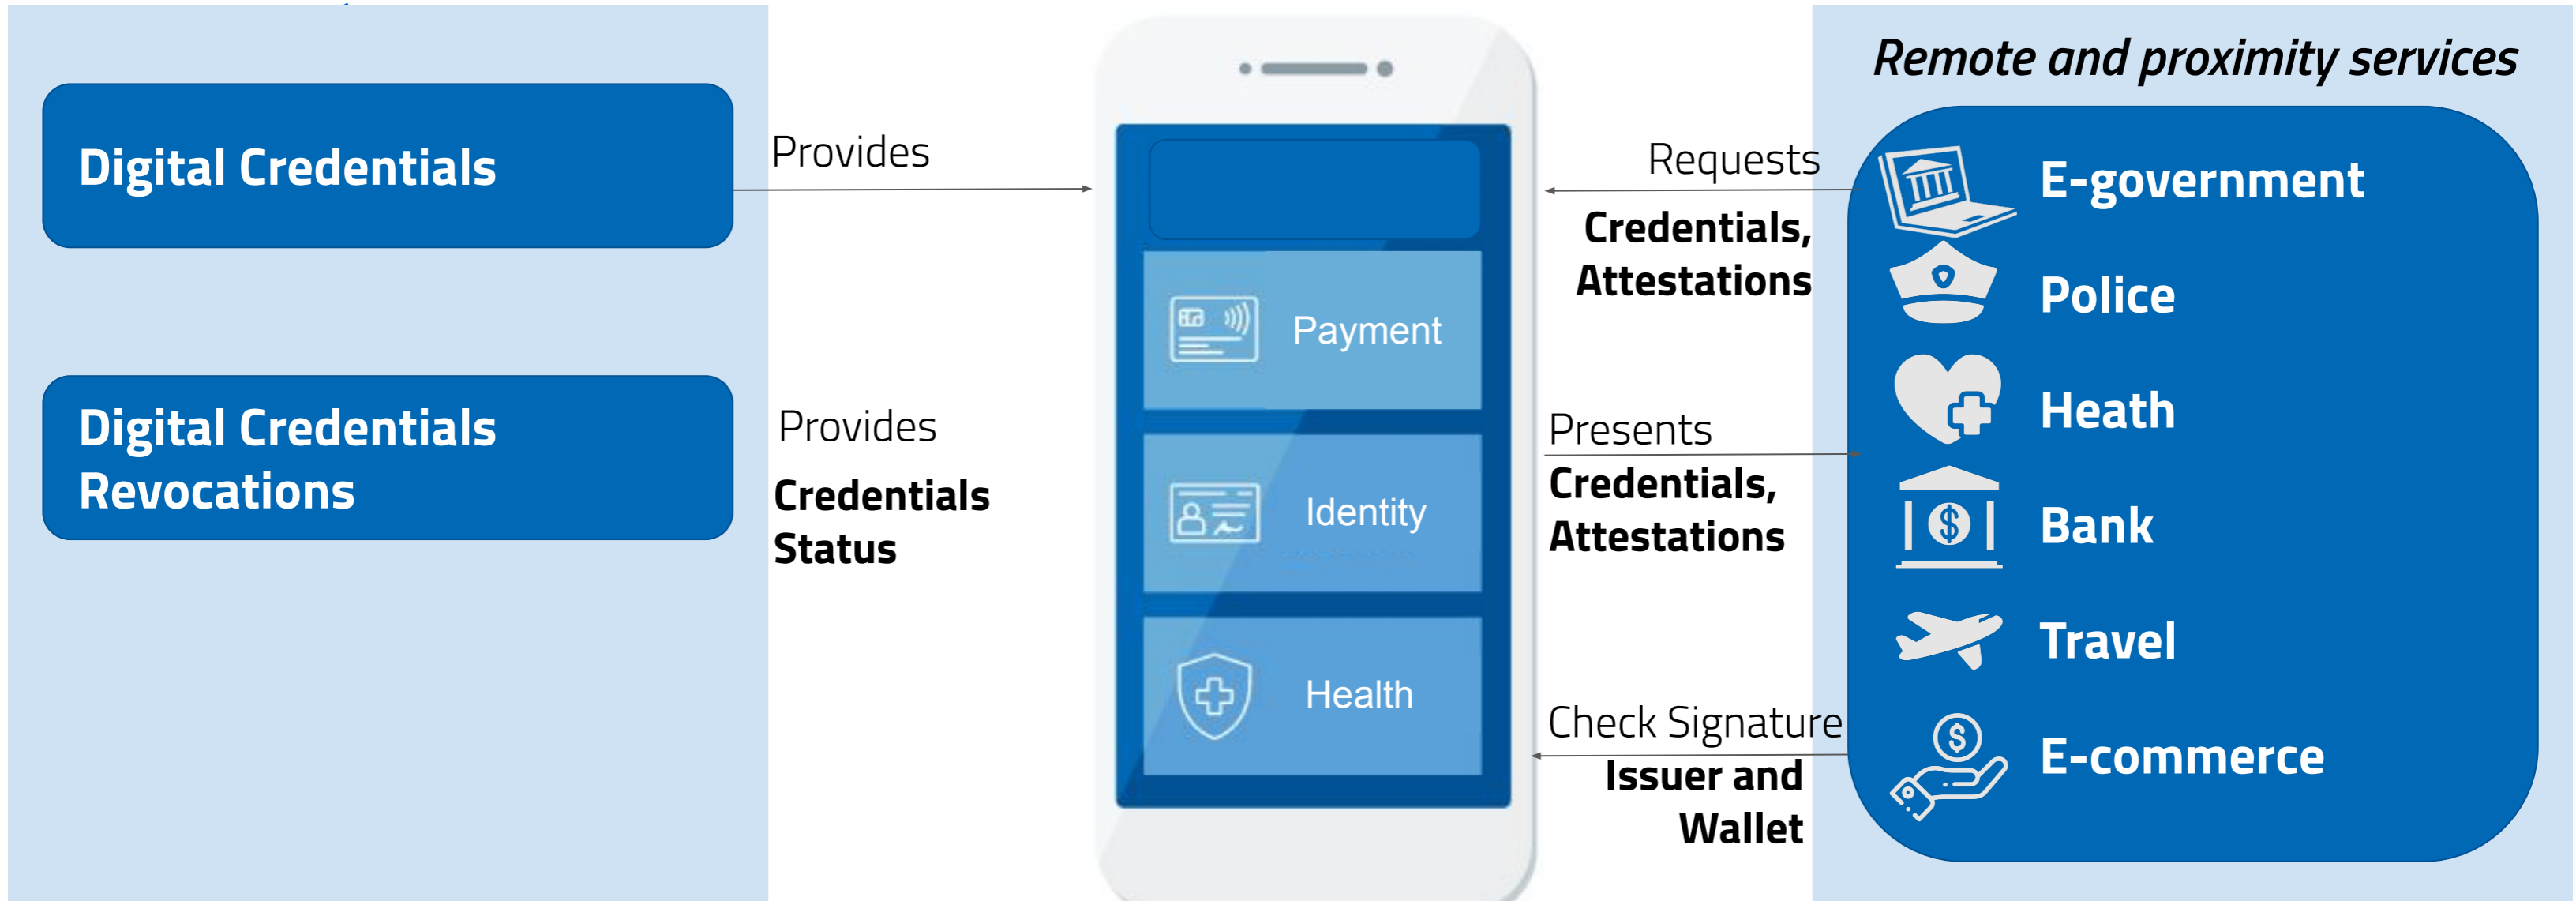 Digital Credentials
Digital Credentials
Revocations
Provides
Provides
Credentials
Status
Payment
Identity
Health
Requests
Credentials,
Attestations
Presents
Credentials,
Attestations
Check Signature
Issuer and
Wallet
Remote and proximity services
E-government
Police
Heath
Bank
Travel
E-commerce